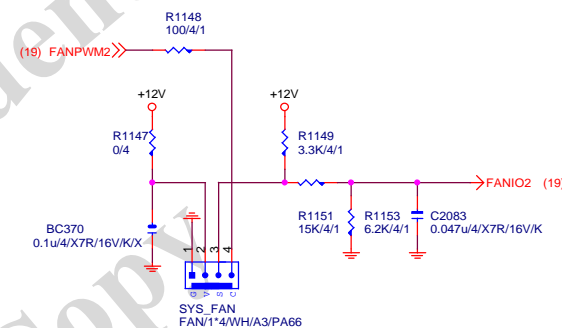 R1148
100/4/1
(19) FANPWM2
+12V
+12V
R1147
0/4
R1149
3.3K/4/1
FANIO2 (19)
BC370
0.1u/4/X7R/16V/K/X
R1151
15K/4/1
R1153
6.2K/4/1
C2083
0.047u/4/X7R/16V/K
1
2
3
4
G
V
S
C
SYS_FAN
FAN/1*4/WH/A3/PA66
Copy